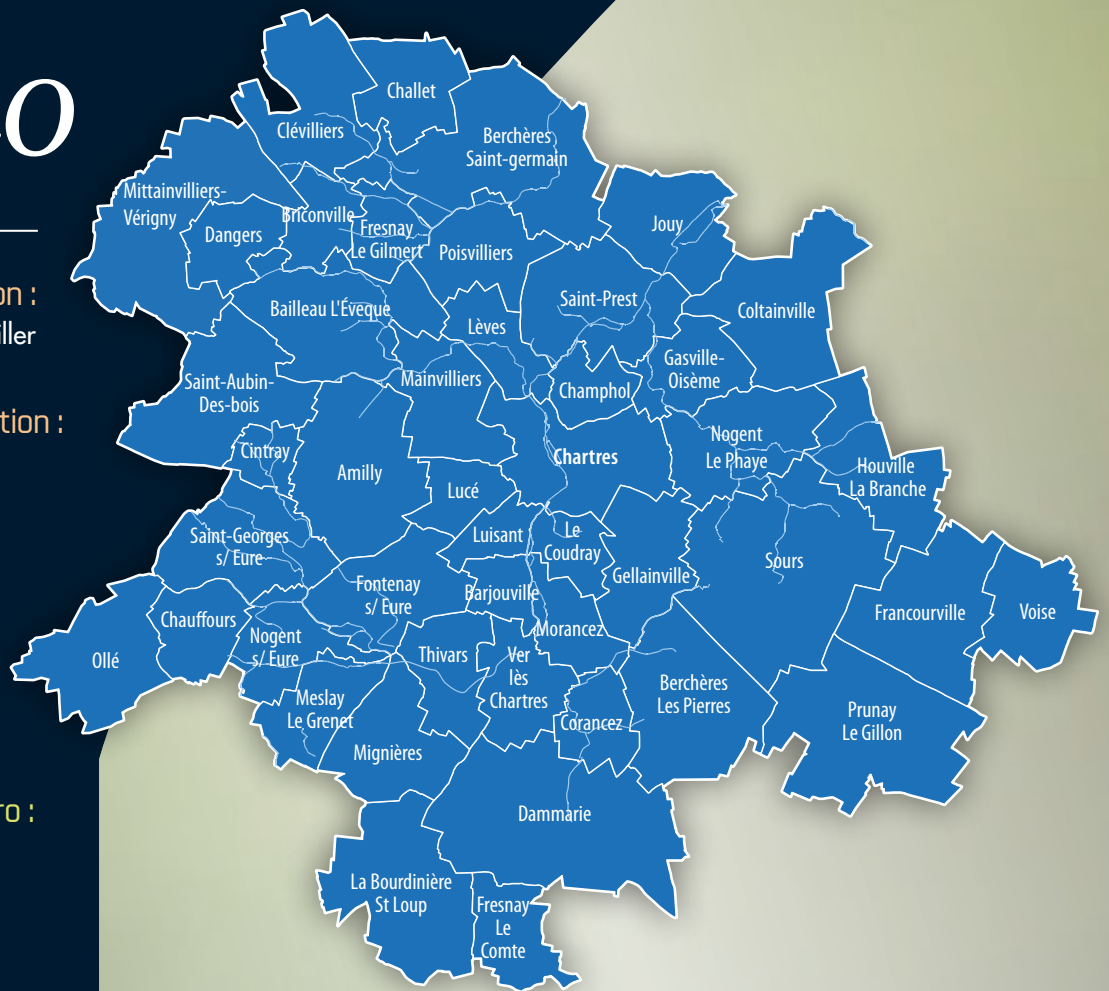 on :
ller
tion :
ro :
Challet
Clévilliers
Berchères
Saint-germain
Mittainvilliers-
Vérigny
Dangers
Briconville
Fresnay
Le Gilmert
Poisvilliers
Jouy
Bailleau L'Éveque
Lèves
Saint-Prest
Coltainville
Saint-Aubin-
Des-bois
Mainvilliers
Champhol
Gasville-
Oisème
Cintray
Amilly
Lucé
Chartres
Nogent
Le Phaye
Houville
La Branche
Saint-Georges
s/ Eure
Luisant
Le
Coudray
Gellainville
Sours
Fontenay
s/ Eure
Barjouville
Francourville
Voise
Ollé
Chauffours
Nogent
s/ Eure
Thivars
Morancez
Ver
lès
Chartres
Meslay
Le Grenet
Mignières
Corancez
Berchères
Les Pierres
Prunay
Le Gillon
Dammarie
La Bourdinière
St Loup
Fresnay
Le
Comte